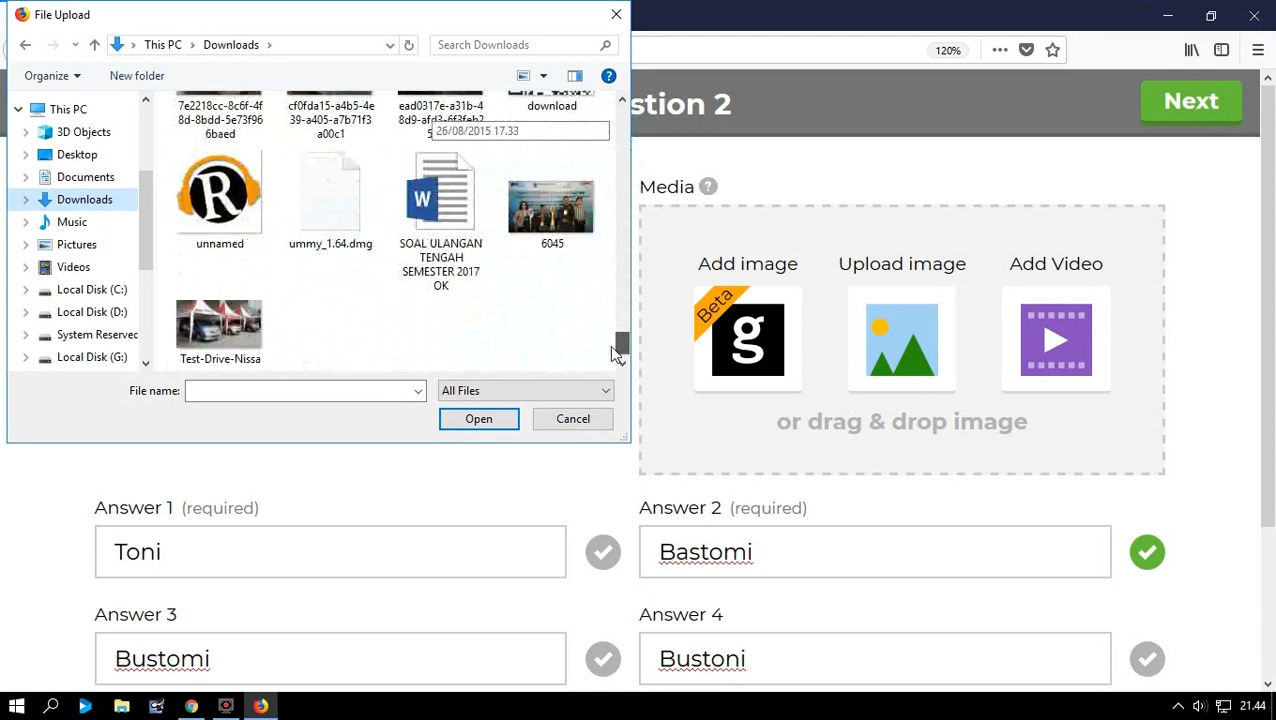 File Upload
This PC
Downloads
Search Downloads
120%
Organize
New folder
This PC
3D Objects
Desktop
Documents
Downloads
Music
Pictures
Videos
Local Disk (C:)
Local Disk (D:)
System Reserved
Local Disk (G:)
7e2218cc-8c6f-4f
8d-8bdd-5e73f96
6baed
cf0fda15-a4b5-4e
39-a405-a7b71f3
a00c1
ead0317e-a31b-4
download
26/08/2015 17.33
R
unnamed
ummy_1.64.dmg
W
SOAL ULANGAN
TENGAH
SEMESTER 2017
OK
6045
Test-Drive-Nissa
File name:
All Files
Open
Cancel
stion 2
Next
Media ?
Add image
Upload image
Add Video
Beta
g
or drag & drop image
Answer 1 (required)
Toni
Answer 2 (required)
Bastomi
Answer 3
Bustomi
Answer 4
Bustoni
21.44